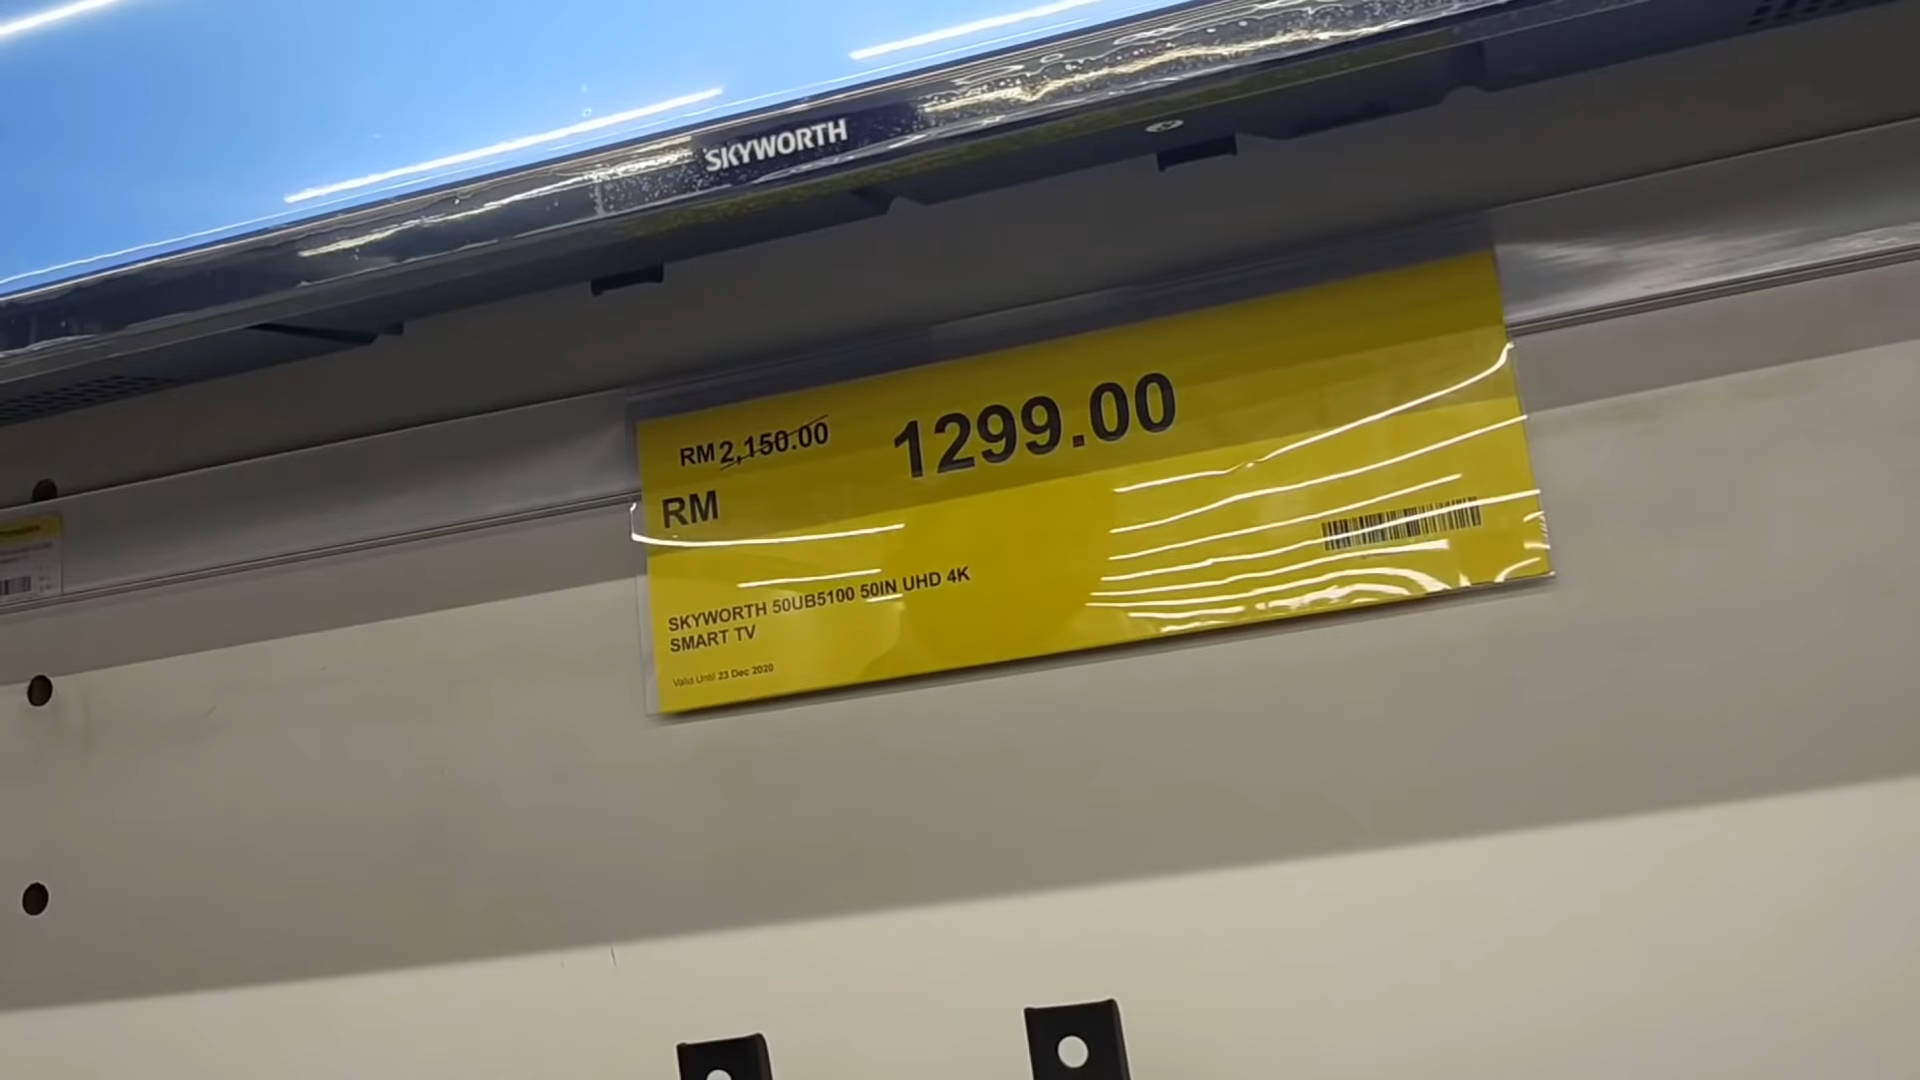 SKYWORTH
RM 2,150.00
1299.00
RM
SKYWORTH 50UB5100 50IN UHD 4K
SMART TV
Valid Until 23 Dec 2020